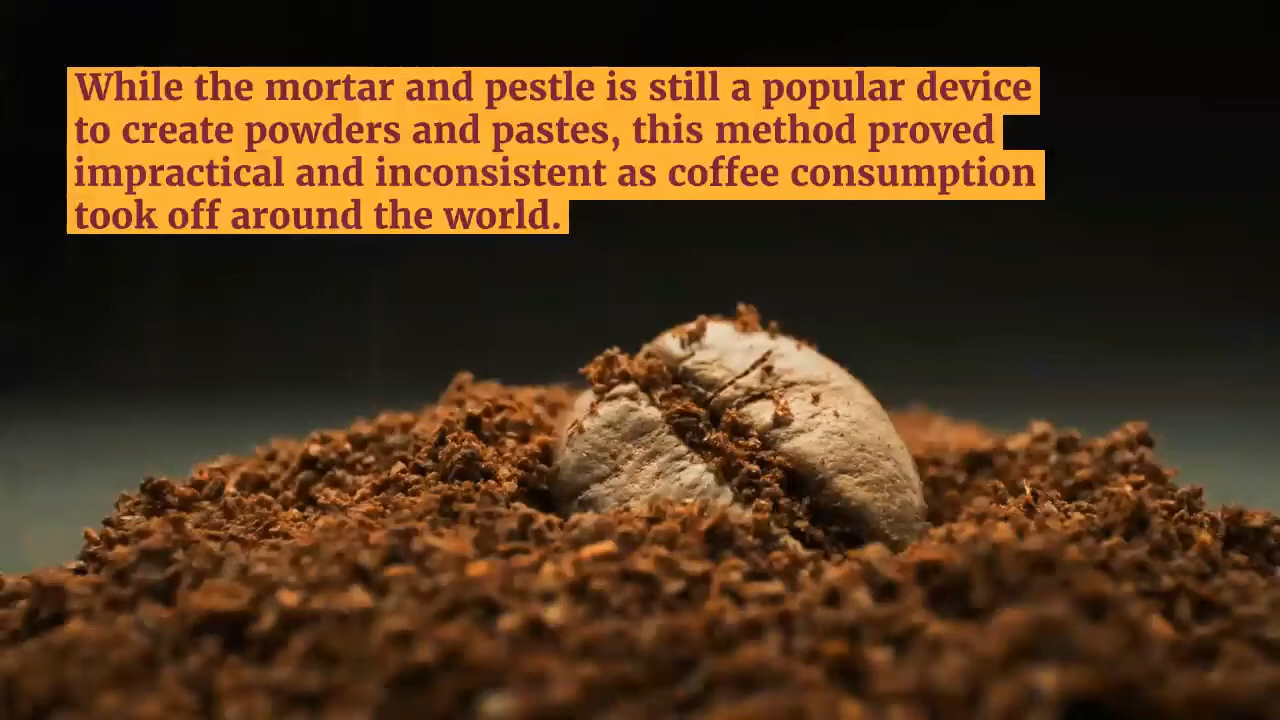 While the mortar and pestle is still a popular device
to create powders and pastes, this method proved
impractical and inconsistent as coffee consumption
took off around the world.